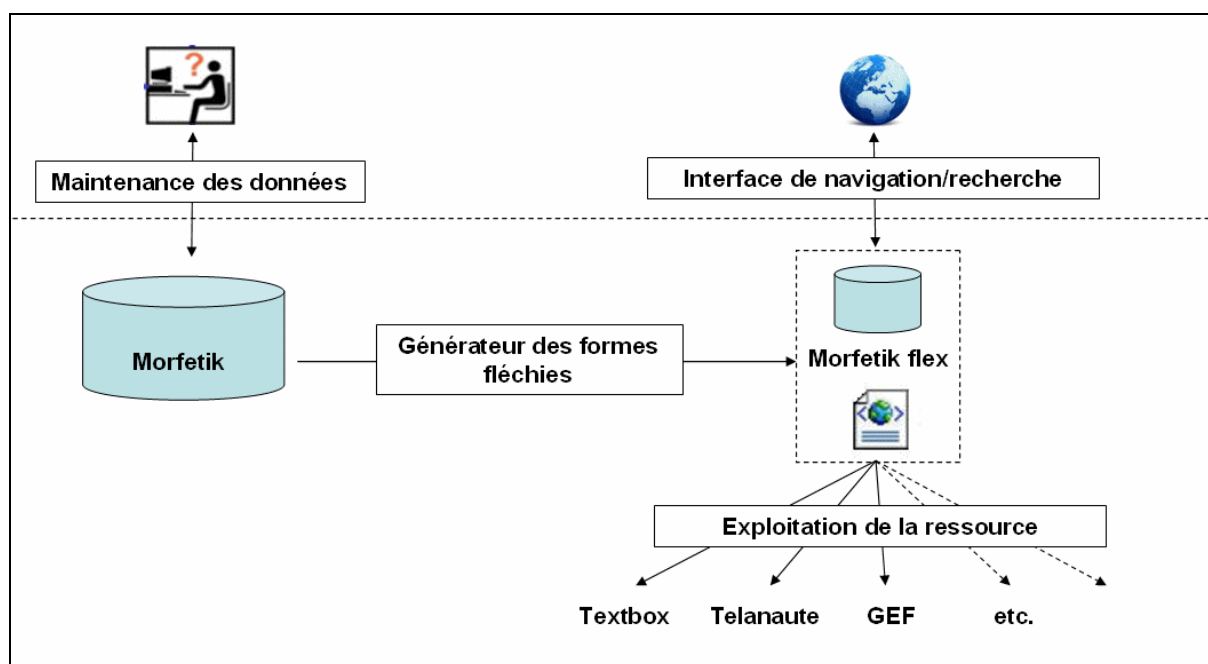 ?
Maintenance des données
Interface de navigation/recherche
Morfetik
Générateur des formes
fléchies
Morfetik flex
Exploitation de la ressource
Textbox Telanaute GEF etc.